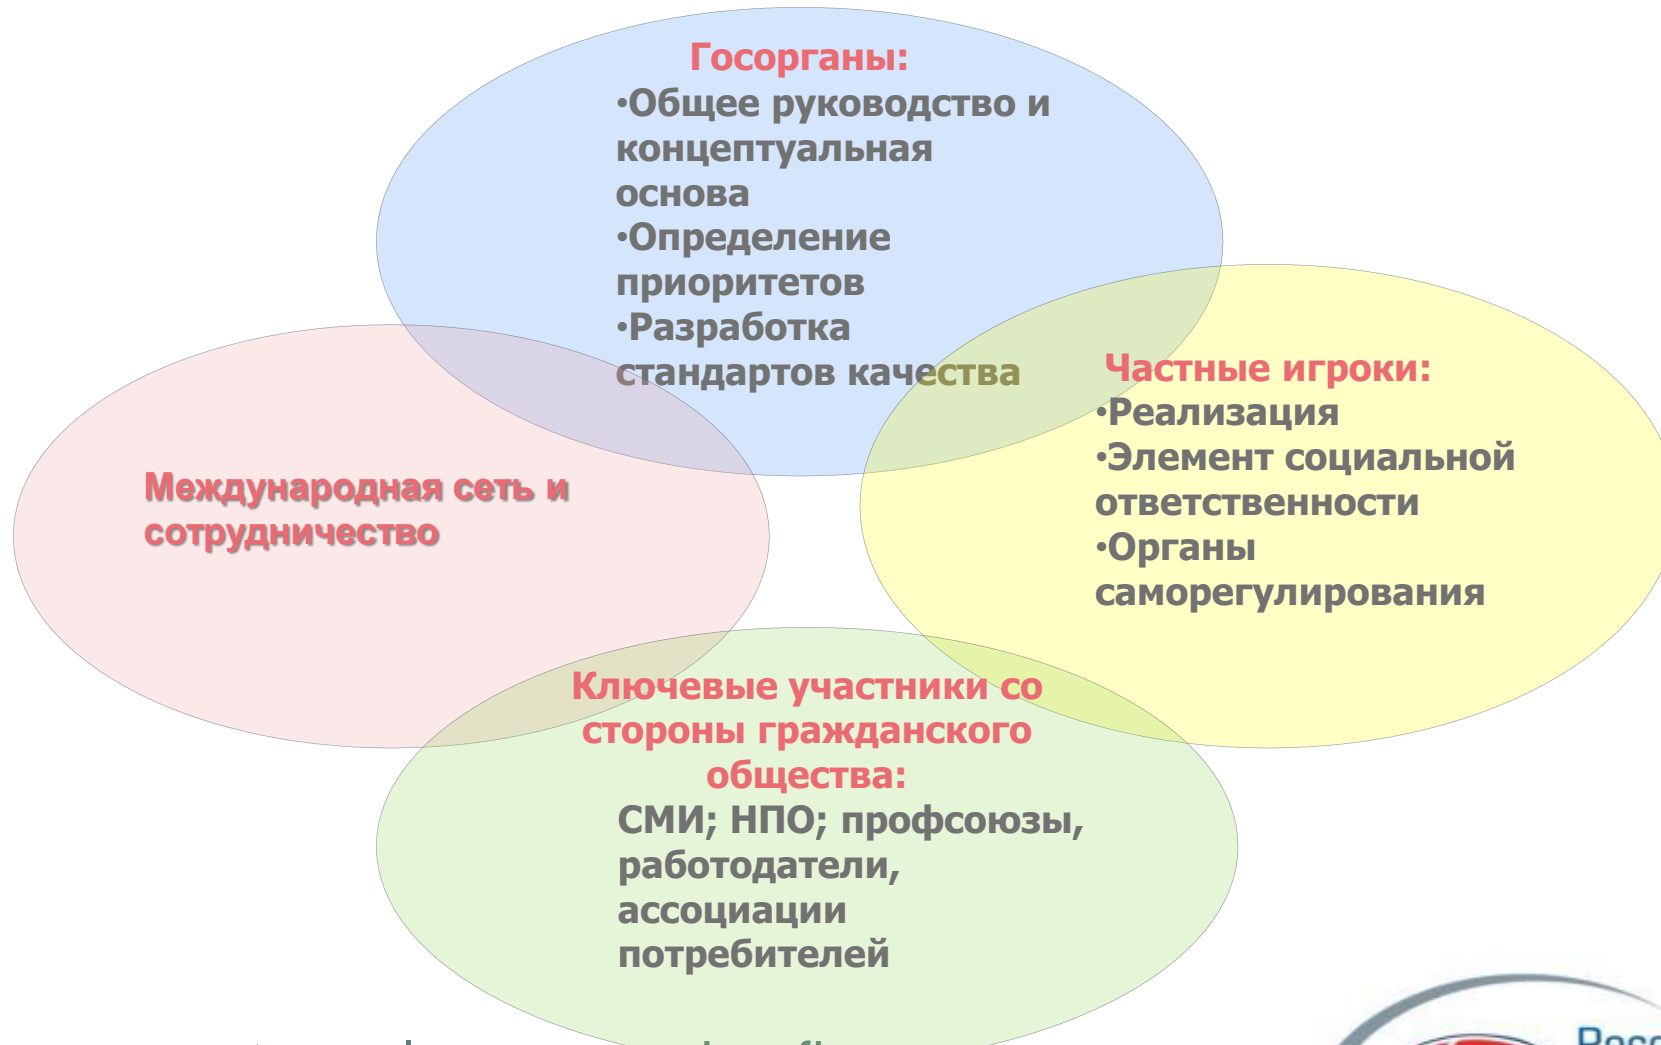 Госорганы:
•Общее руководство и
концептуальная
основа
•Определение
приоритетов
•Разработка
стандартов качества
Частные игроки:
•Реализация
•Элемент социальной
ответственности
•Органы
саморегулирования
Международная сеть и
сотрудничество
Ключевые участники со
стороны гражданского
общества:
СМИ; НПО; профсоюзы,
работодатели,
ассоциации
потребителей